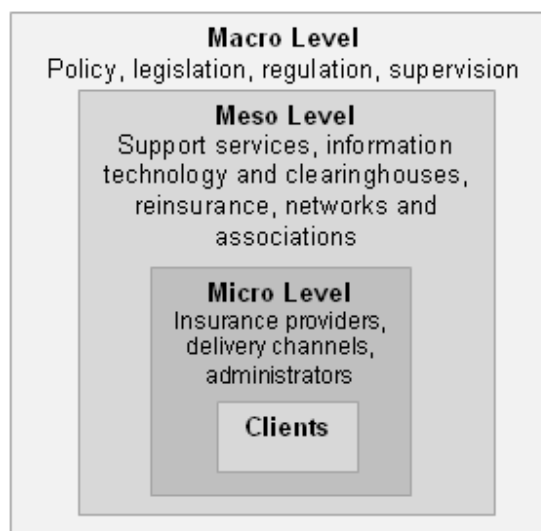 Macro Level
Policy, legislation, regulation, supervision
Meso Level
Support services, information
technology and clearinghouses,
reinsurance, networks and
associations
Micro Level
Insurance providers,
delivery channels,
administrators
Clients